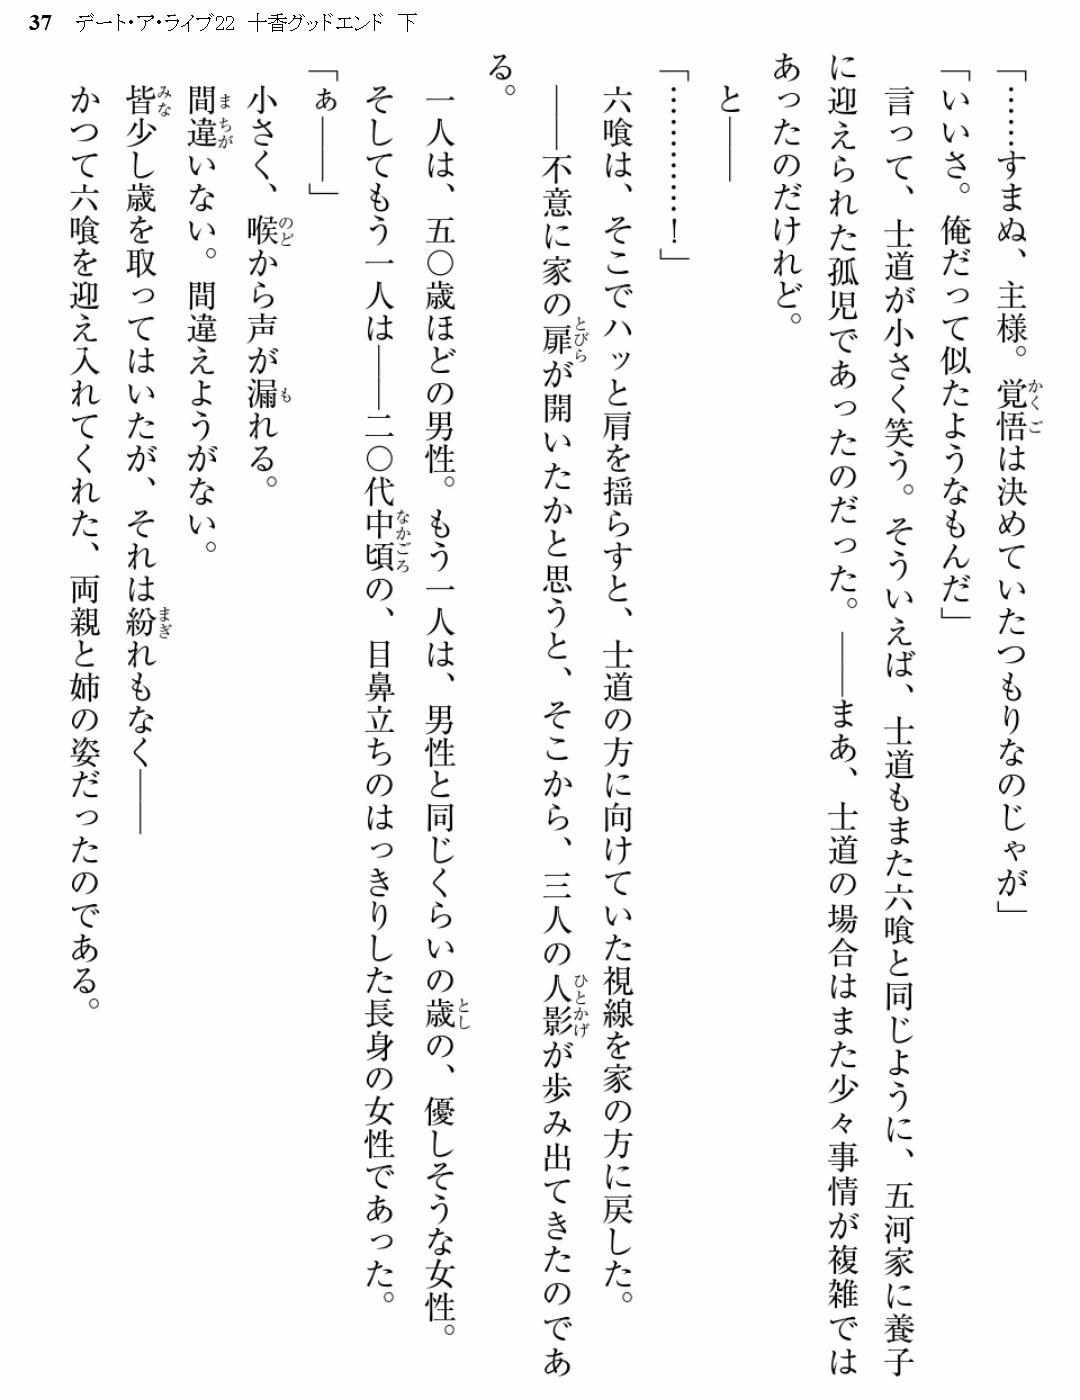 37 デート・ア・ライブ22 十香グッドエンド 下
「……すまぬ、主様。覚悟は決めていたつもりなのじゃが」
「いいさ。俺だって似たようなもんだ」
言って、士道が小さく笑う。そういえば、士道もまた六喰と同じように、五河家に養子
に迎えられた孤児であったのだった。――まあ、士道の場合はまた少々事情が複雑では
あったのだけれど。
と――
「…………！」
六喰は、そこでハッと肩を揺らすと、士道の方に向けていた視線を家の方に戻した。
――不意に家の扉が開いたかと思うと、そこから、三人の人影が歩み出てきたのであ
る。
一人は、五〇歳ほどの男性。もう一人は、男性と同じくらいの歳の、優しそうな女性。
そしてもう一人は――二〇代中頃の、目鼻立ちのはっきりした長身の女性であった。
「ぁ――」
小さく、喉から声が漏れる。
間違いない。間違えようがない。
皆少し歳を取ってはいたが、それは紛れもなく――
かつて六喰を迎え入れてくれた、両親と姉の姿だったのである。